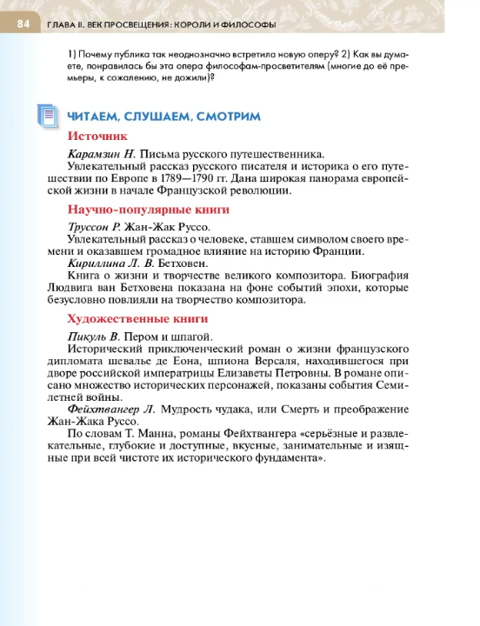 84 ГЛАВА II. ВЕК ПРОСВЕЩЕНИЯ: КОРОЛИ И ФИЛОСОФЫ
1) Почему публика так неоднозначно встретила новую оперу? 2) Как вы дума-
ете, понравилась бы эта опера философам-просветителям (многие до её пре-
мьеры, к сожалению, не дожили)?
ЧИТАЕМ, СЛУШАЕМ, СМОТРИМ
Источник
Карамзин Н. Письма русского путешественника.
Увлекательный рассказ русского писателя и историка о его путе-
шествии по Европе в 1789—1790 гг. Дана широкая панорама европей-
ской жизни в начале Французской революции.
Научно-популярные книги
Труссон Р. Жан-Жак Руссо.
Увлекательный рассказ о человеке, ставшем символом своего вре-
мени и оказавшем громадное влияние на историю Франции.
Кириллина Л. В. Бетховен.
Книга о жизни и творчестве великого композитора. Биография
Людвига ван Бетховена показана на фоне событий эпохи, которые
безусловно повлияли на творчество композитора.
Художественные книги
Пикуль В. Пером и шпагой.
Исторический приключенческий роман о жизни французского
дипломата шевалье де Еона, шпиона Версаля, находившегося при
дворе российской императрицы Елизаветы Петровны. В романе опи-
сано множество исторических персонажей, показаны события Семи-
летней войны.
Фейхтвангер Л. Мудрость чудака, или Смерть и преображение
Жан-Жака Руссо.
По словам Т. Манна, романы Фейхтвангера «серьёзные и развле-
кательные, глубокие и доступные, вкусные, занимательные и изящ-
ные при всей чистоте их исторического фундамента».